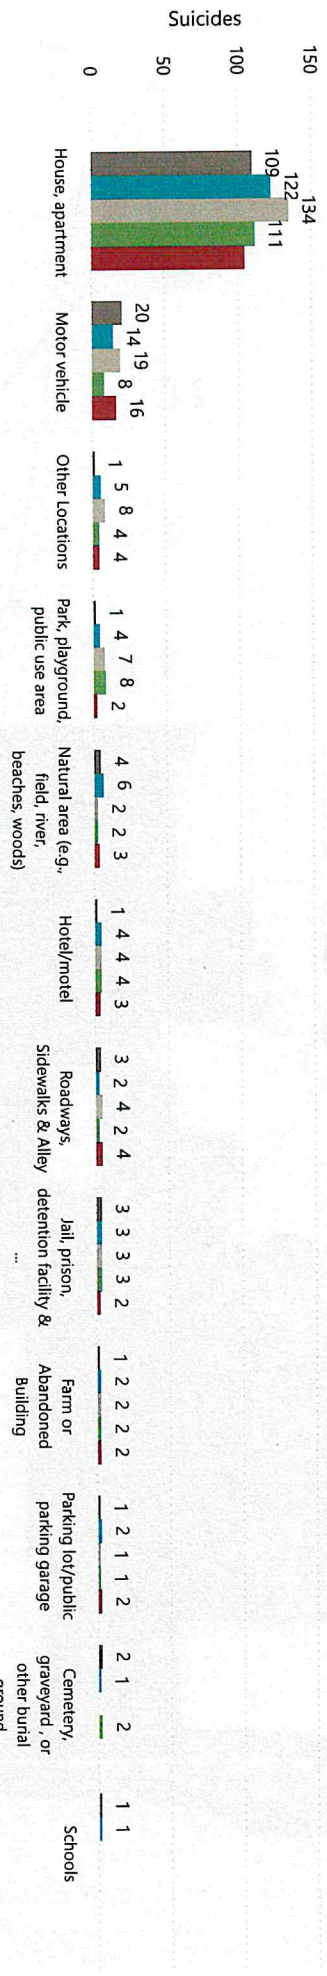 Suicides
150
100
50
0
109 122 134 111
20 14 19 8 16
1 5 8 4 4
1 4 7 8 2
4 6 2 2 3
1 4 4 4 3
3 2 4 2 4
3 3 3 3 2
1 2 2 2 2
1 2 1 1 2
2 1 2
1 1
House, apartment
Motor vehicle
Other Locations
Park, playground,
public use area
Natural area (e.g.,
field, river,
beaches, woods)
Hotel/motel
Roadways,
Sidewalks & Alley
Jail, prison,
detention facility &
...
Farm or
Abandoned
Building
Parking lot/public
parking garage
Cemetery,
graveyard , or
other burial
ground
Schools